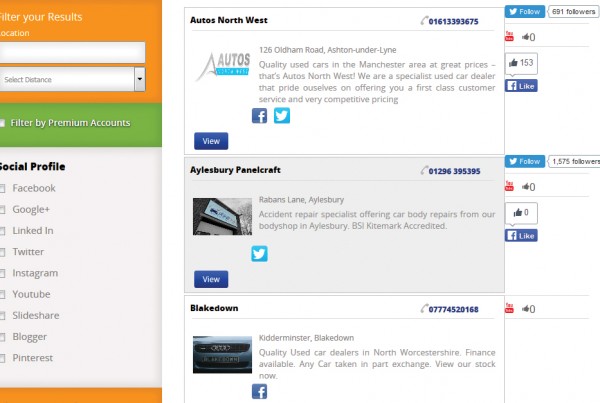 Filter your Results
Location
Select Distance
Filter by Premium Accounts
Social Profile
Facebook
Google+
Linked In
Twitter
Instagram
Youtube
Slideshare
Blogger
Pinterest
Autos North West
01613393675
AUTOS
126 Oldham Road, Ashton-under-Lyne
Quality used cars in the Manchester area at great prices –
that's Autos North West! We are a specialist used car dealer
that pride ourselves on offering you a first class customer
service and very competitive pricing
View
Follow
691 followers
You
0
153
Like
Aylesbury Panelcraft
01296 395395
Rabans Lane, Aylesbury
Accident repair specialist offering car body repairs from our
bodyshop in Aylesbury. BSI Kitemark Accredited.
View
Follow
1,575 followers
You
0
0
Like
Blakedown
07774520168
Kidderminster, Blakedown
Quality Used car dealers in North Worcestershire. Finance
available. Any Car taken in part exchange. View our stock
now.
You
0